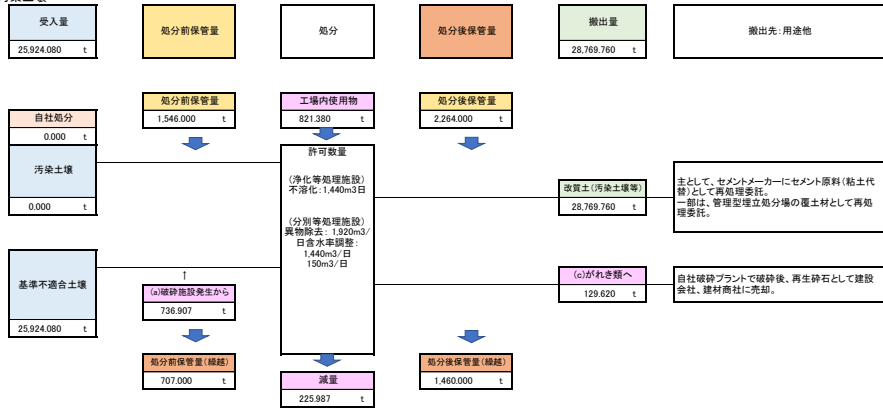 受入量
25,924.080 t
処分前保管量
処分
処分後保管量
搬出量
28,769.760 t
搬出先：用途他
自社処分
0.000 t
汚染土壌
0.000 t
処分前保管量
1,546.000 t
工場内使用物
821.380 t
処分後保管量
2,264.000 t
許可数量
(浄化等処理施設)
不溶化：1,440m3日
(分別等処理施設)
異物除去：1,920m3/
日含水率調整：
1,440m3/日
150m3/日
改質土(汚染土壌等)
28,769.760 t
主として、セメントメーカーにセメント原料(粘土代
替)として再処理委託。
一部は、管理型埋立処分場の覆土材として再処
理委託。
基準不適合土壌
25,924.080 t
↑
(a)破砕施設発生から
736.907 t
(c)がれき類へ
129.620 t
自社破砕プラントで破砕後、再生砕石として建設
会社、建材商社に売却。
処分前保管量(繰越)
707.000 t
減量
225.987 t
処分後保管量(繰越)
1,460.000 t